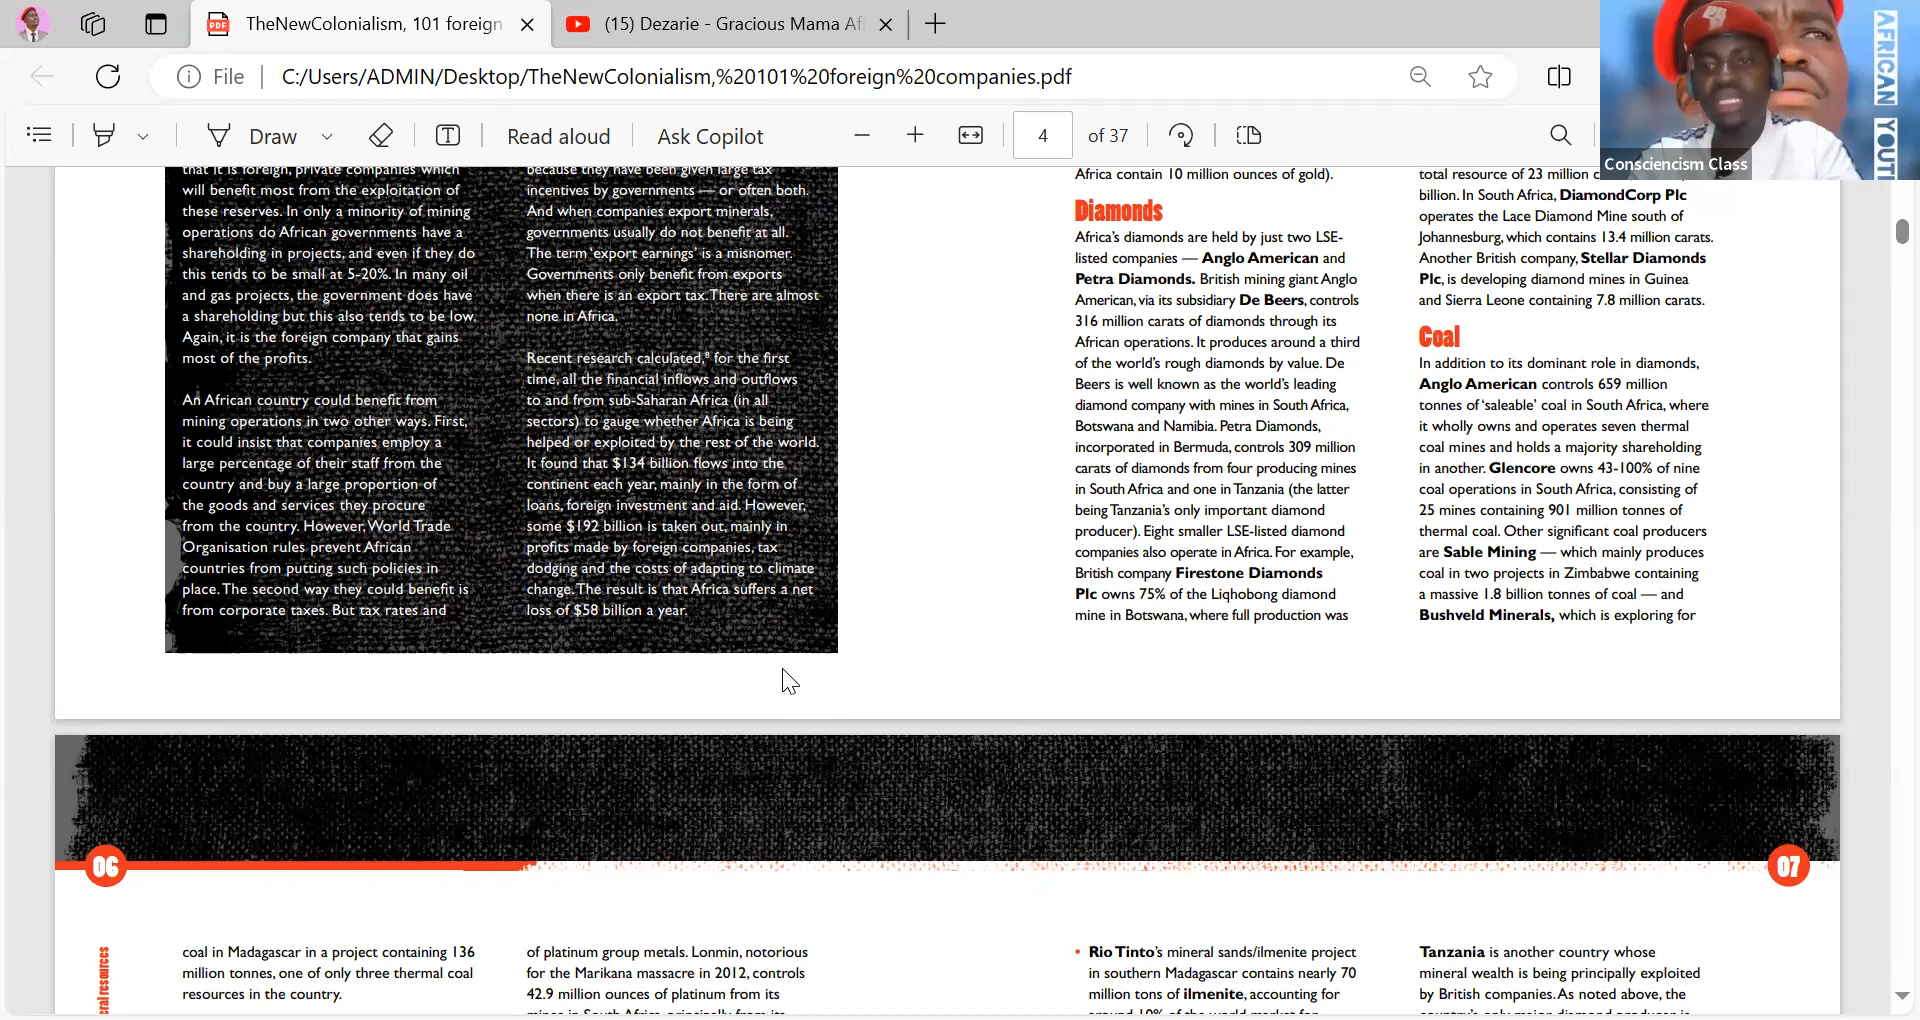 TheNewColonialism, 101 foreign
(15) Dezarie - Gracious Mama Af
File
C:/Users/ADMIN/Desktop/TheNewColonialism,%20101%20foreign%20companies.pdf
Draw
Read aloud
Ask Copilot
4
of 37
Consciencism Class
AFRICAN YOUT
that it is foreign, private companies which
will benefit most from the exploitation of
these reserves. In only a minority of mining
operations do African governments have a
shareholding in projects, and even if they do
this tends to be small at 5-20%. In many oil
and gas projects, the government does have
a shareholding but this also tends to be low.
Again, it is the foreign company that gains
most of the profits.
An African country could benefit from
mining operations in two other ways. First,
it could insist that companies employ a
large percentage of their staff from the
country and buy a large proportion of
the goods and services they procure
from the country. However, World Trade
Organisation rules prevent African
countries from putting such policies in
place. The second way they could benefit is
from corporate taxes. But tax rates and
because they have been given large tax
incentives by governments — or often both.
And when companies export minerals,
governments usually do not benefit at all.
The term 'export earnings' is a misnomer.
Governments only benefit from exports
when there is an export tax. There are almost
none in Africa.
Recent research calculated,⁸ for the first
time, all the financial inflows and outflows
to and from sub-Saharan Africa (in all
sectors) to gauge whether Africa is being
helped or exploited by the rest of the world.
It found that $134 billion flows into the
continent each year, mainly in the form of
loans, foreign investment and aid. However,
some $192 billion is taken out, mainly in
profits made by foreign companies, tax
dodging and the costs of adapting to climate
change. The result is that Africa suffers a net
loss of $58 billion a year.
Africa contain 10 million ounces of gold).
Diamonds
Africa's diamonds are held by just two LSE-
listed companies — Anglo American and
Petra Diamonds. British mining giant Anglo
American, via its subsidiary De Beers, controls
316 million carats of diamonds through its
African operations. It produces around a third
of the world's rough diamonds by value. De
Beers is well known as the world's leading
diamond company with mines in South Africa,
Botswana and Namibia. Petra Diamonds,
incorporated in Bermuda, controls 309 million
carats of diamonds from four producing mines
in South Africa and one in Tanzania (the latter
being Tanzania's only important diamond
producer). Eight smaller LSE-listed diamond
companies also operate in Africa. For example,
British company Firestone Diamonds
Plc owns 75% of the Liqhobong diamond
mine in Botswana, where full production was
total resource of 23 million c
billion. In South Africa, DiamondCorp Plc
operates the Lace Diamond Mine south of
Johannesburg, which contains 13.4 million carats.
Another British company, Stellar Diamonds
Plc, is developing diamond mines in Guinea
and Sierra Leone containing 7.8 million carats.
Coal
In addition to its dominant role in diamonds,
Anglo American controls 659 million
tonnes of 'saleable' coal in South Africa, where
it wholly owns and operates seven thermal
coal mines and holds a majority shareholding
in another. Glencore owns 43-100% of nine
coal operations in South Africa, consisting of
25 mines containing 901 million tonnes of
thermal coal. Other significant coal producers
are Sable Mining — which mainly produces
coal in two projects in Zimbabwe containing
a massive 1.8 billion tonnes of coal — and
Bushveld Minerals, which is exploring for
06
07
eral resources
coal in Madagascar in a project containing 136
million tonnes, one of only three thermal coal
resources in the country.
of platinum group metals. Lonmin, notorious
for the Marikana massacre in 2012, controls
42.9 million ounces of platinum from its
mines in South Africa, principally from its
• Rio Tinto's mineral sands/ilmenite project
in southern Madagascar contains nearly 70
million tons of ilmenite, accounting for
around 10% of the world market for
Tanzania is another country whose
mineral wealth is being principally exploited
by British companies. As noted above, the
country's only major diamond producer is